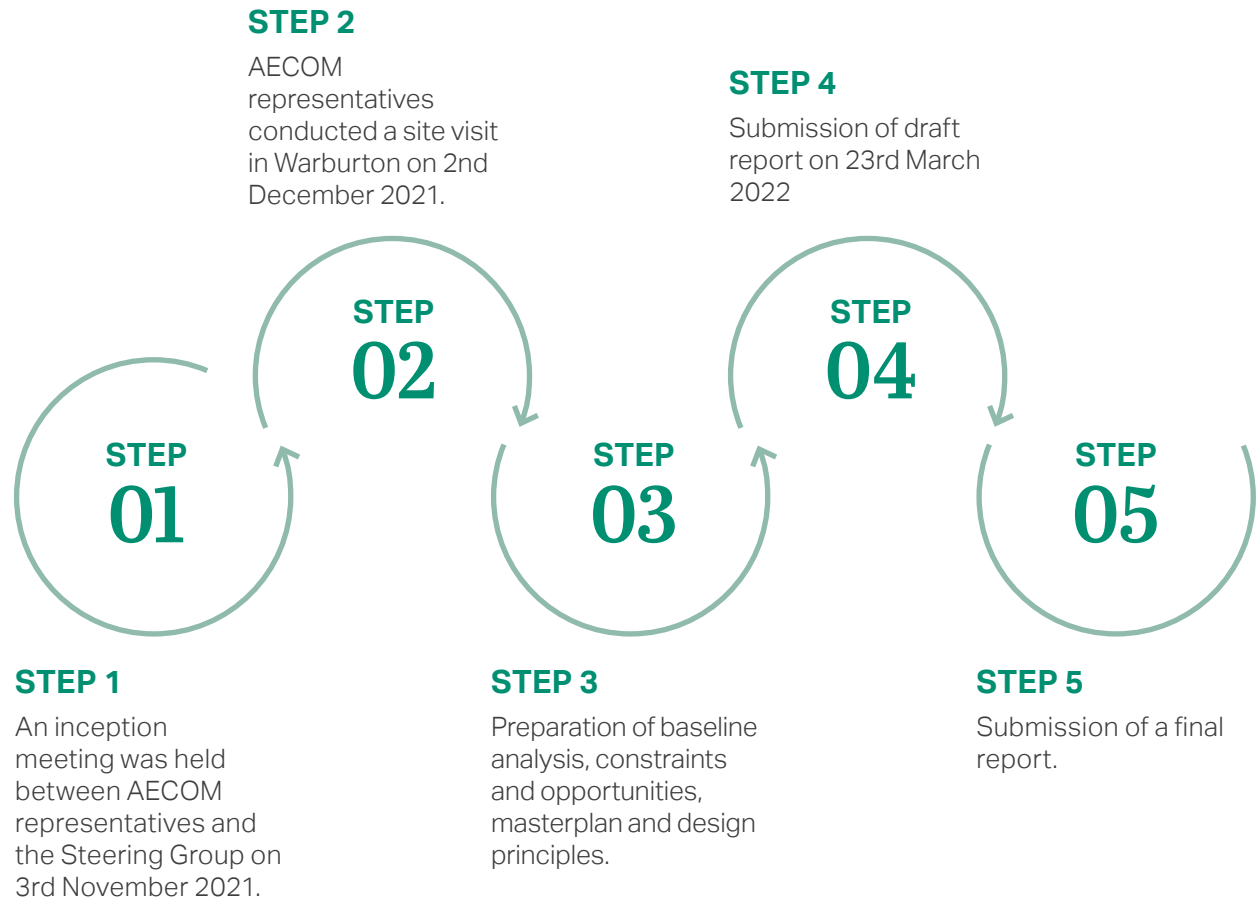 STEP 2
AECOM
representatives
conducted a site visit
in Warburton on 2nd
December 2021.
STEP 4
Submission of draft
report on 23rd March
2022
STEP
01
STEP
02
STEP
03
STEP
04
STEP
05
STEP 1
An inception
meeting was held
between AECOM
representatives and
the Steering Group on
3rd November 2021.
STEP 3
Preparation of baseline
analysis, constraints
and opportunities,
masterplan and design
principles.
STEP 5
Submission of a final
report.